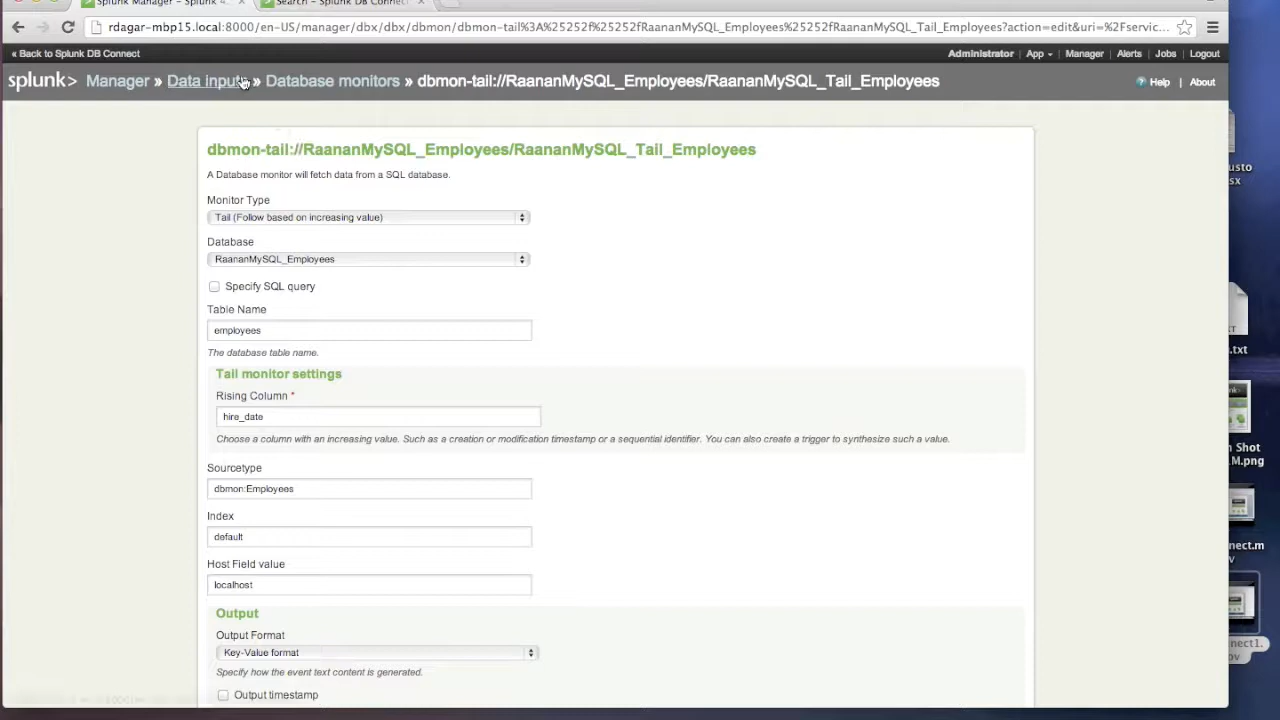 Splunk Manager - Splunk 4.
Search - Splunk DB Connect
rdagar-mbp15.local:8000/en-US/manager/dbx/dbx/dbmon/dbmon-tail%3A%25252f%25252fRaananMySQL_Employees%25252fRaananMySQL_Tail_Employees?action=edit&uri=%2Fservic...
« Back to Splunk DB Connect
Administrator | App | Manager | Alerts | Jobs | Logout
splunk> Manager » Data inputs » Database monitors » dbmon-tail://RaananMySQL_Employees/RaananMySQL_Tail_Employees
Help | About
dbmon-tail://RaananMySQL_Employees/RaananMySQL_Tail_Employees
A Database monitor will fetch data from a SQL database.
Monitor Type
Tail (Follow based on increasing value)
Database
RaananMySQL_Employees
Specify SQL query
Table Name
employees
The database table name.
Tail monitor settings
Rising Column *
hire_date
Choose a column with an increasing value. Such as a creation or modification timestamp or a sequential identifier. You can also create a trigger to synthesize such a value.
Sourcetype
dbmon:Employees
Index
default
Host Field value
localhost
Output
Output Format
Key-Value format
Specify how the event text content is generated.
Output timestamp
usto
sx
.txt
Shot
M.png
nect.m
v
nect1.
ov